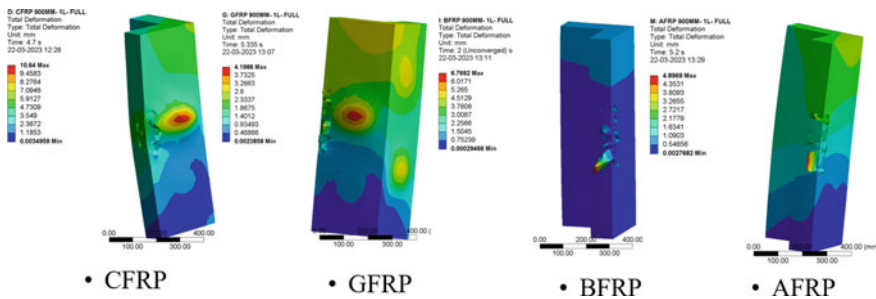 D: CFRP 900MM- 1L- FULL
Total Deformation
Type: Total Deformation
Unit: mm
Time: 4.7 s
22-03-2023 12:28
10.64 Max
9.4583
8.2764
7.0946
5.9127
4.7309
3.549
2.3672
1.1853
0.0034959 Min
0.00
400.00
100.00
300.00
• CFRP
G: GFRP 900MM- 1L- FULL
Total Deformation
Type: Total Deformation
Unit: mm
Time: 5.335 s
22-03-2023 13:07
4.1988 Max
3.7325
3.2663
2.8
2.3337
1.8675
1.4012
0.93493
0.46866
0.0023858 Min
0.00
400.00 (
100.00
300.00
• GFRP
I: BFRP 900MM- 1L- FULL
Total Deformation
Type: Total Deformation
Unit: mm
Time: 2 (Unconverged) s
22-03-2023 13:11
6.7692 Max
6.0171
5.265
4.5129
3.7608
3.0087
2.2566
1.5045
0.75239
0.00028466 Min
0.00
400.00
100.00
300.00
• BFRP
M: AFRP 900MM- 1L- FULL
Total Deformation
Type: Total Deformation
Unit: mm
Time: 5.2 s
22-03-2023 13:29
4.8969 Max
4.3531
3.8093
3.2655
2.7217
2.1779
1.6341
1.0903
0.54656
0.0027682 Min
0.00
400.00 (mm
100.00
300.00
• AFRP